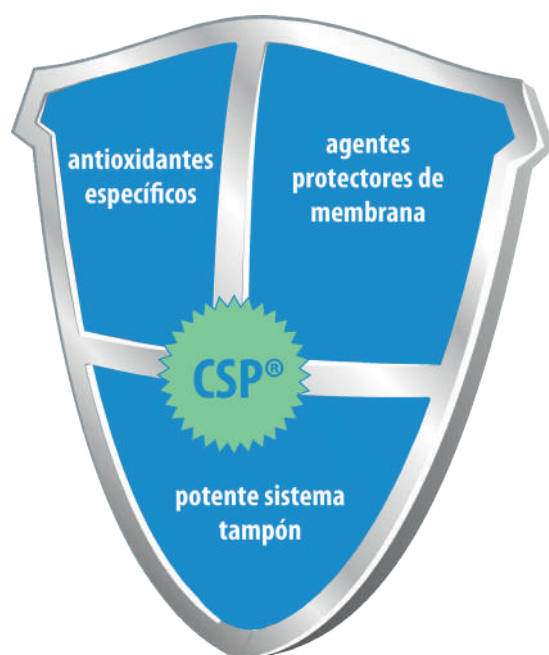 antioxidantes
específicos
agentes
protectores de
membrana
CSP®
potente sistema
tampón